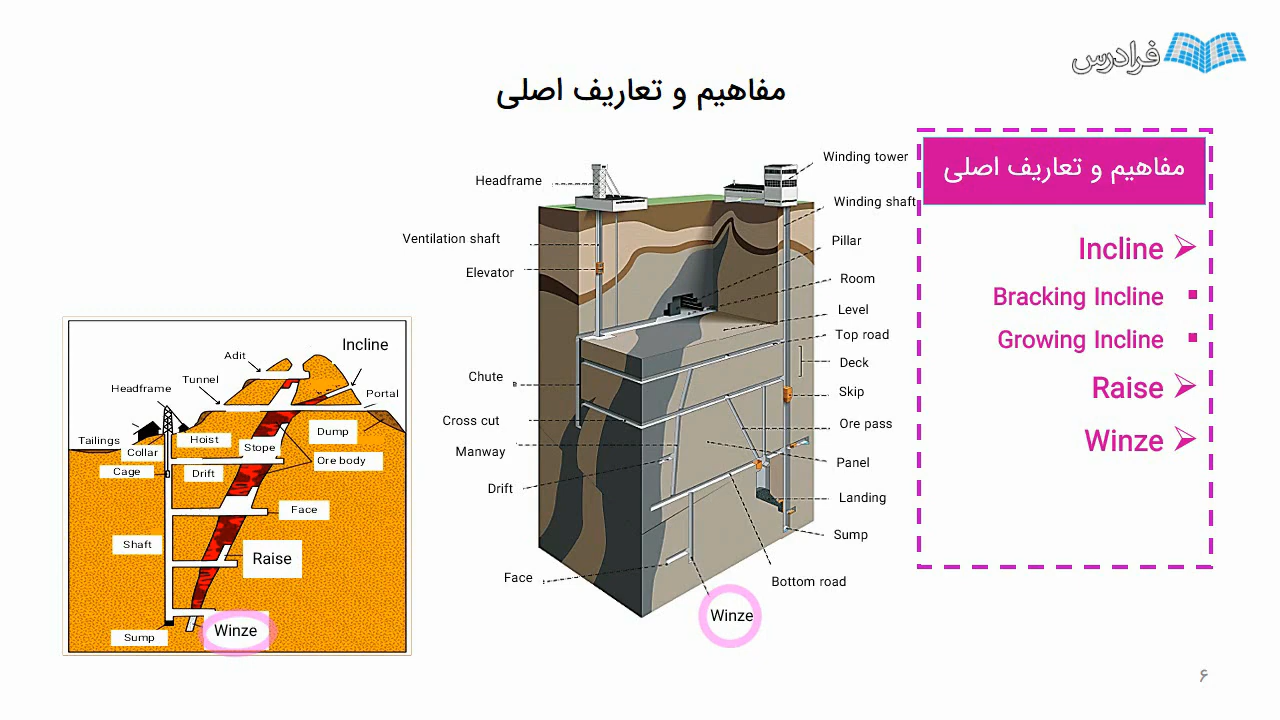 فرادرس
مفاهیم و تعاریف اصلی
مفاهیم و تعاریف اصلی
Incline
Bracking Incline
Growing Incline
Raise
Winze
Winding tower
Headframe
Winding shaft
Ventilation shaft
Pillar
Elevator
Room
Level
Top road
Deck
Chute
Skip
Cross cut
Ore pass
Manway
Panel
Drift
Landing
Sump
Face
Bottom road
Winze
Incline
Adit
Tunnel
Headframe
Portal
Tailings
Hoist
Dump
Collar
Stope
Cage
Drift
Ore body
Face
Shaft
Raise
Winze
Sump
۶